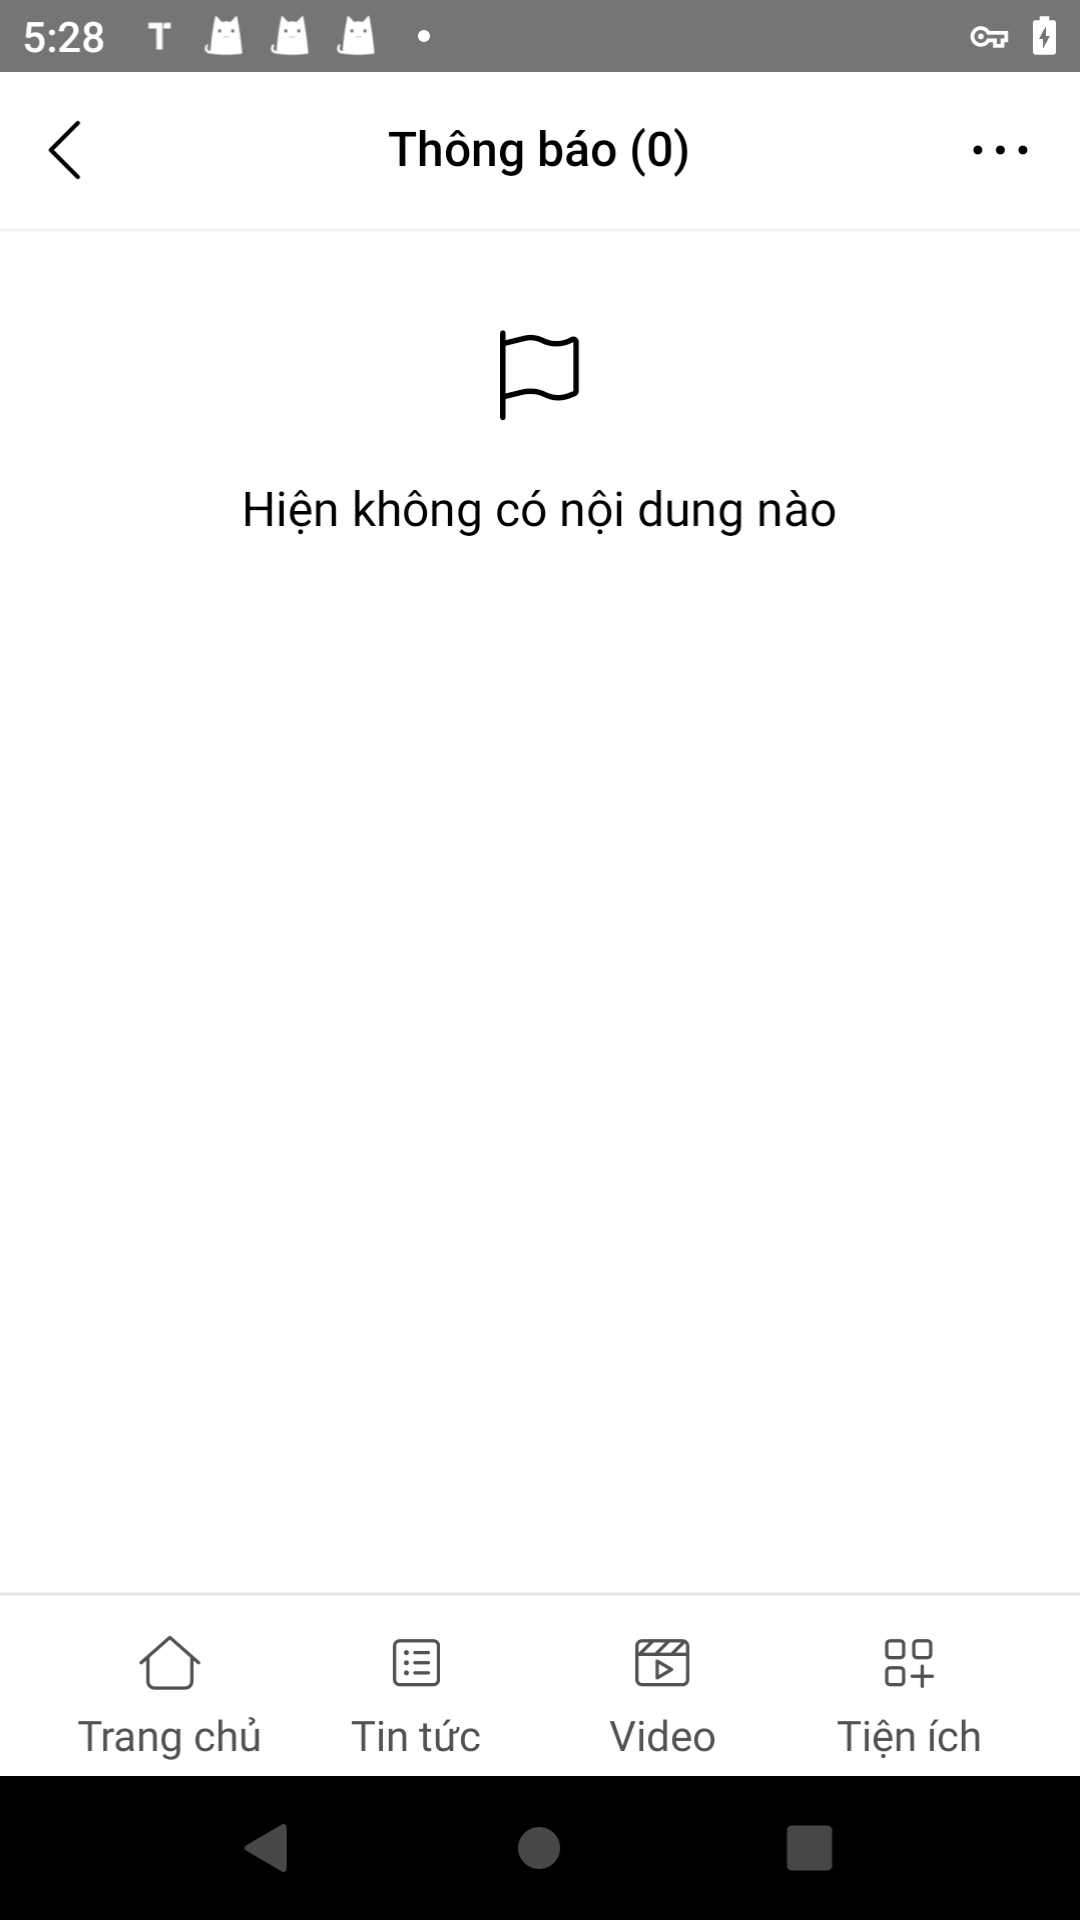 5:28
Thông báo (0)
Hiện không có nội dung nào
Trang chủ
Tin tức
Video
Tiện ích